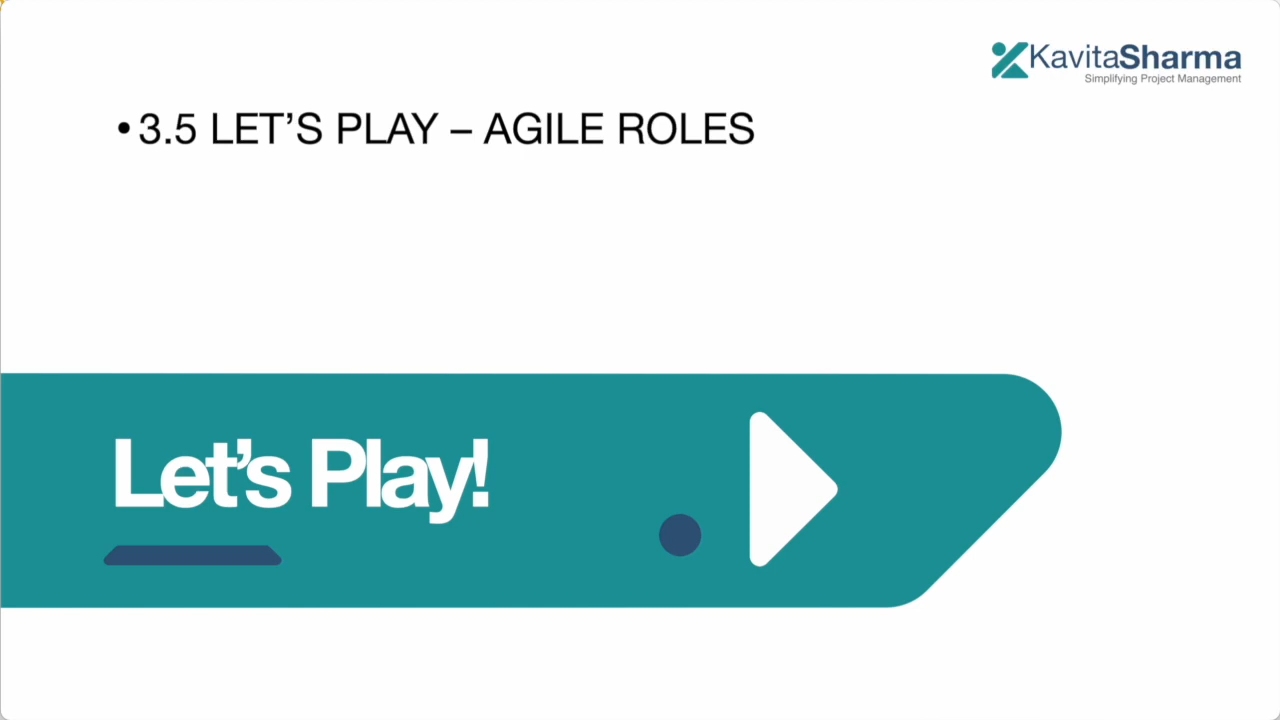 KavitaSharma
Simplifying Project Management
•3.5 LET’S PLAY – AGILE ROLES
Let’s Play!